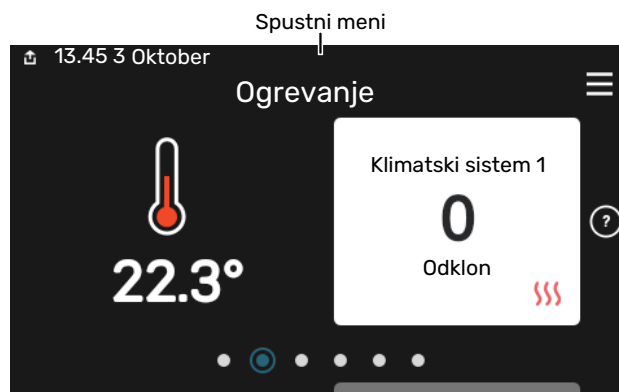 Spustni meni
13.45 3 Oktober
Ogrevanje
Klimatski sistem 1
0
Odklon
22.3°
?